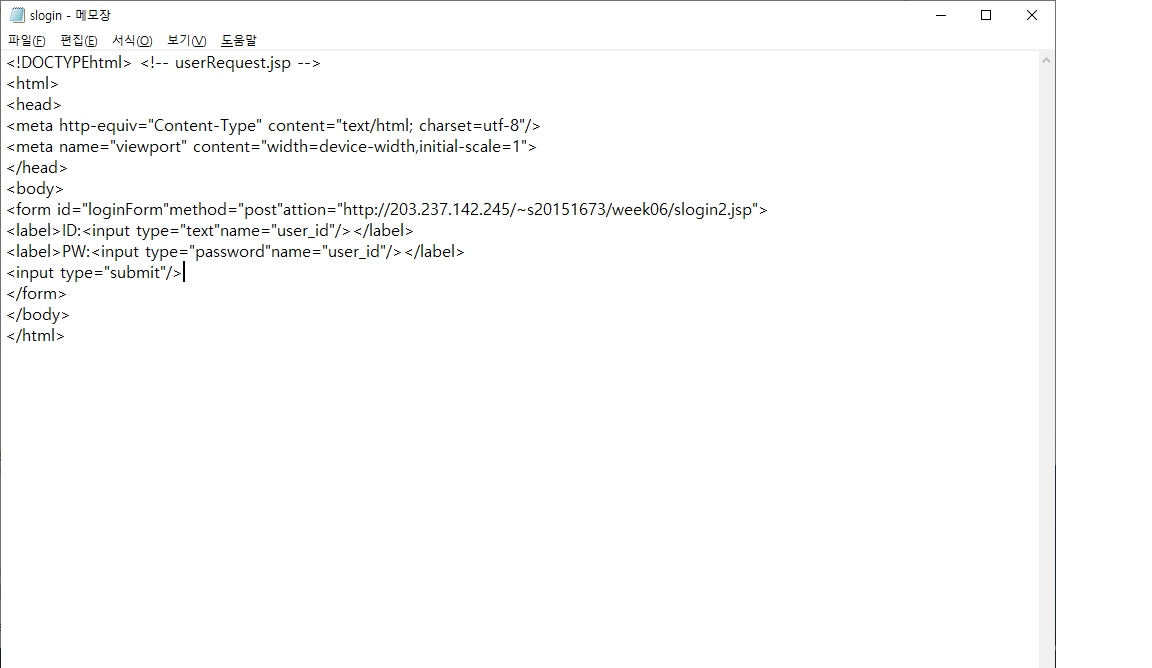 slogin - 메모장
파일(F) 편집(E) 서식(O) 보기(V) 도움말
<!DOCTYPEhtml> <!-- userRequest.jsp -->
<html>
<head>
<meta http-equiv="Content-Type" content="text/html; charset=utf-8"/>
<meta name="viewport" content="width=device-width,initial-scale=1">
</head>
<body>
<form id="loginForm"method="post"attion="http://203.237.142.245/~s20151673/week06/slogin2.jsp">
<label>ID:<input type="text"name="user_id"/></label>
<label>PW:<input type="password"name="user_id"/></label>
<input type="submit"/>
</form>
</body>
</html>